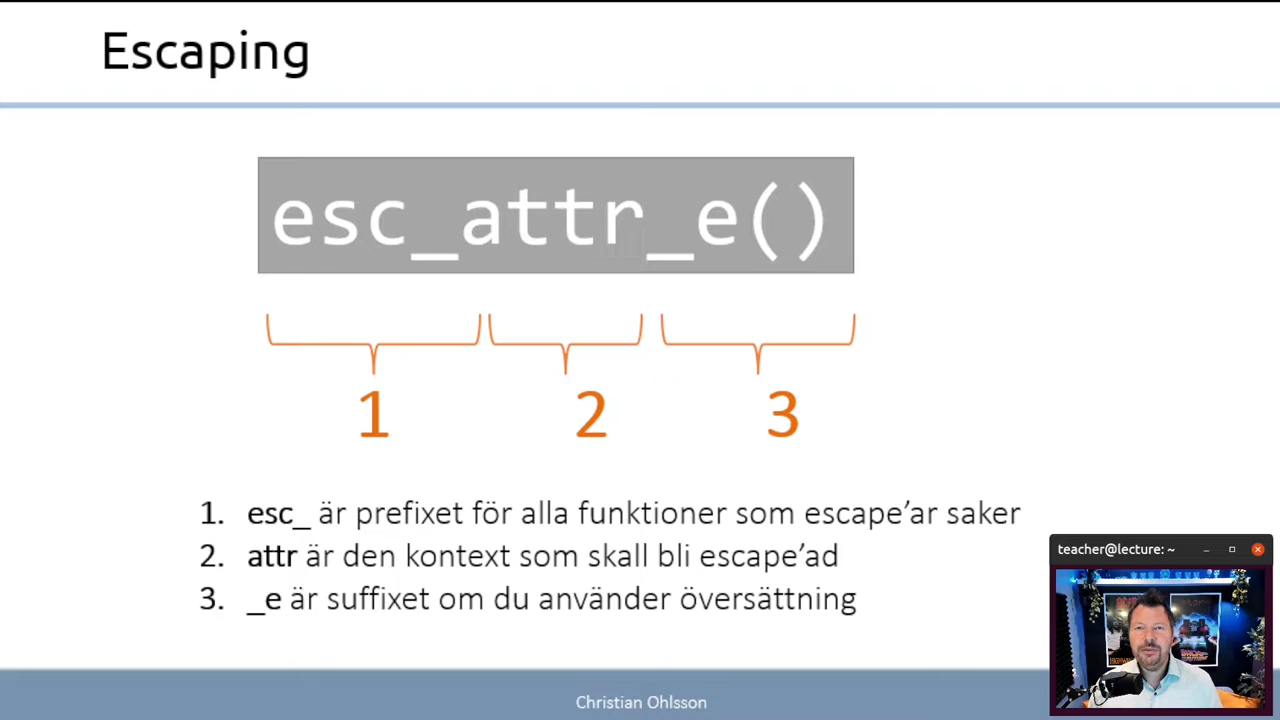 Escaping
esc_attr_e()
1 2 3
1. esc_ är prefixet för alla funktioner som escape’ar saker
2. attr är den kontext som skall bli escape’ad
3. _e är suffixet om du använder översättning
teacher@lecture: ~
Christian Ohlsson